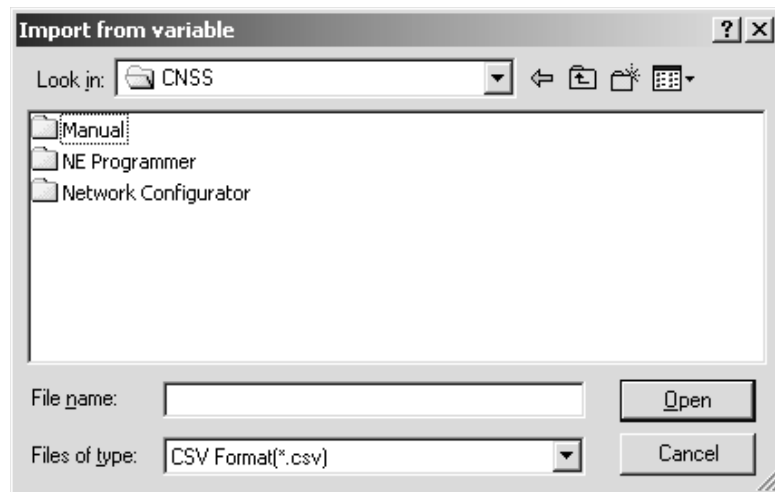 Import from variable
Look in: CNSS
Manual
NE Programmer
Network Configurator
File name: Open
Files of type: CSV Format(*.csv) Cancel